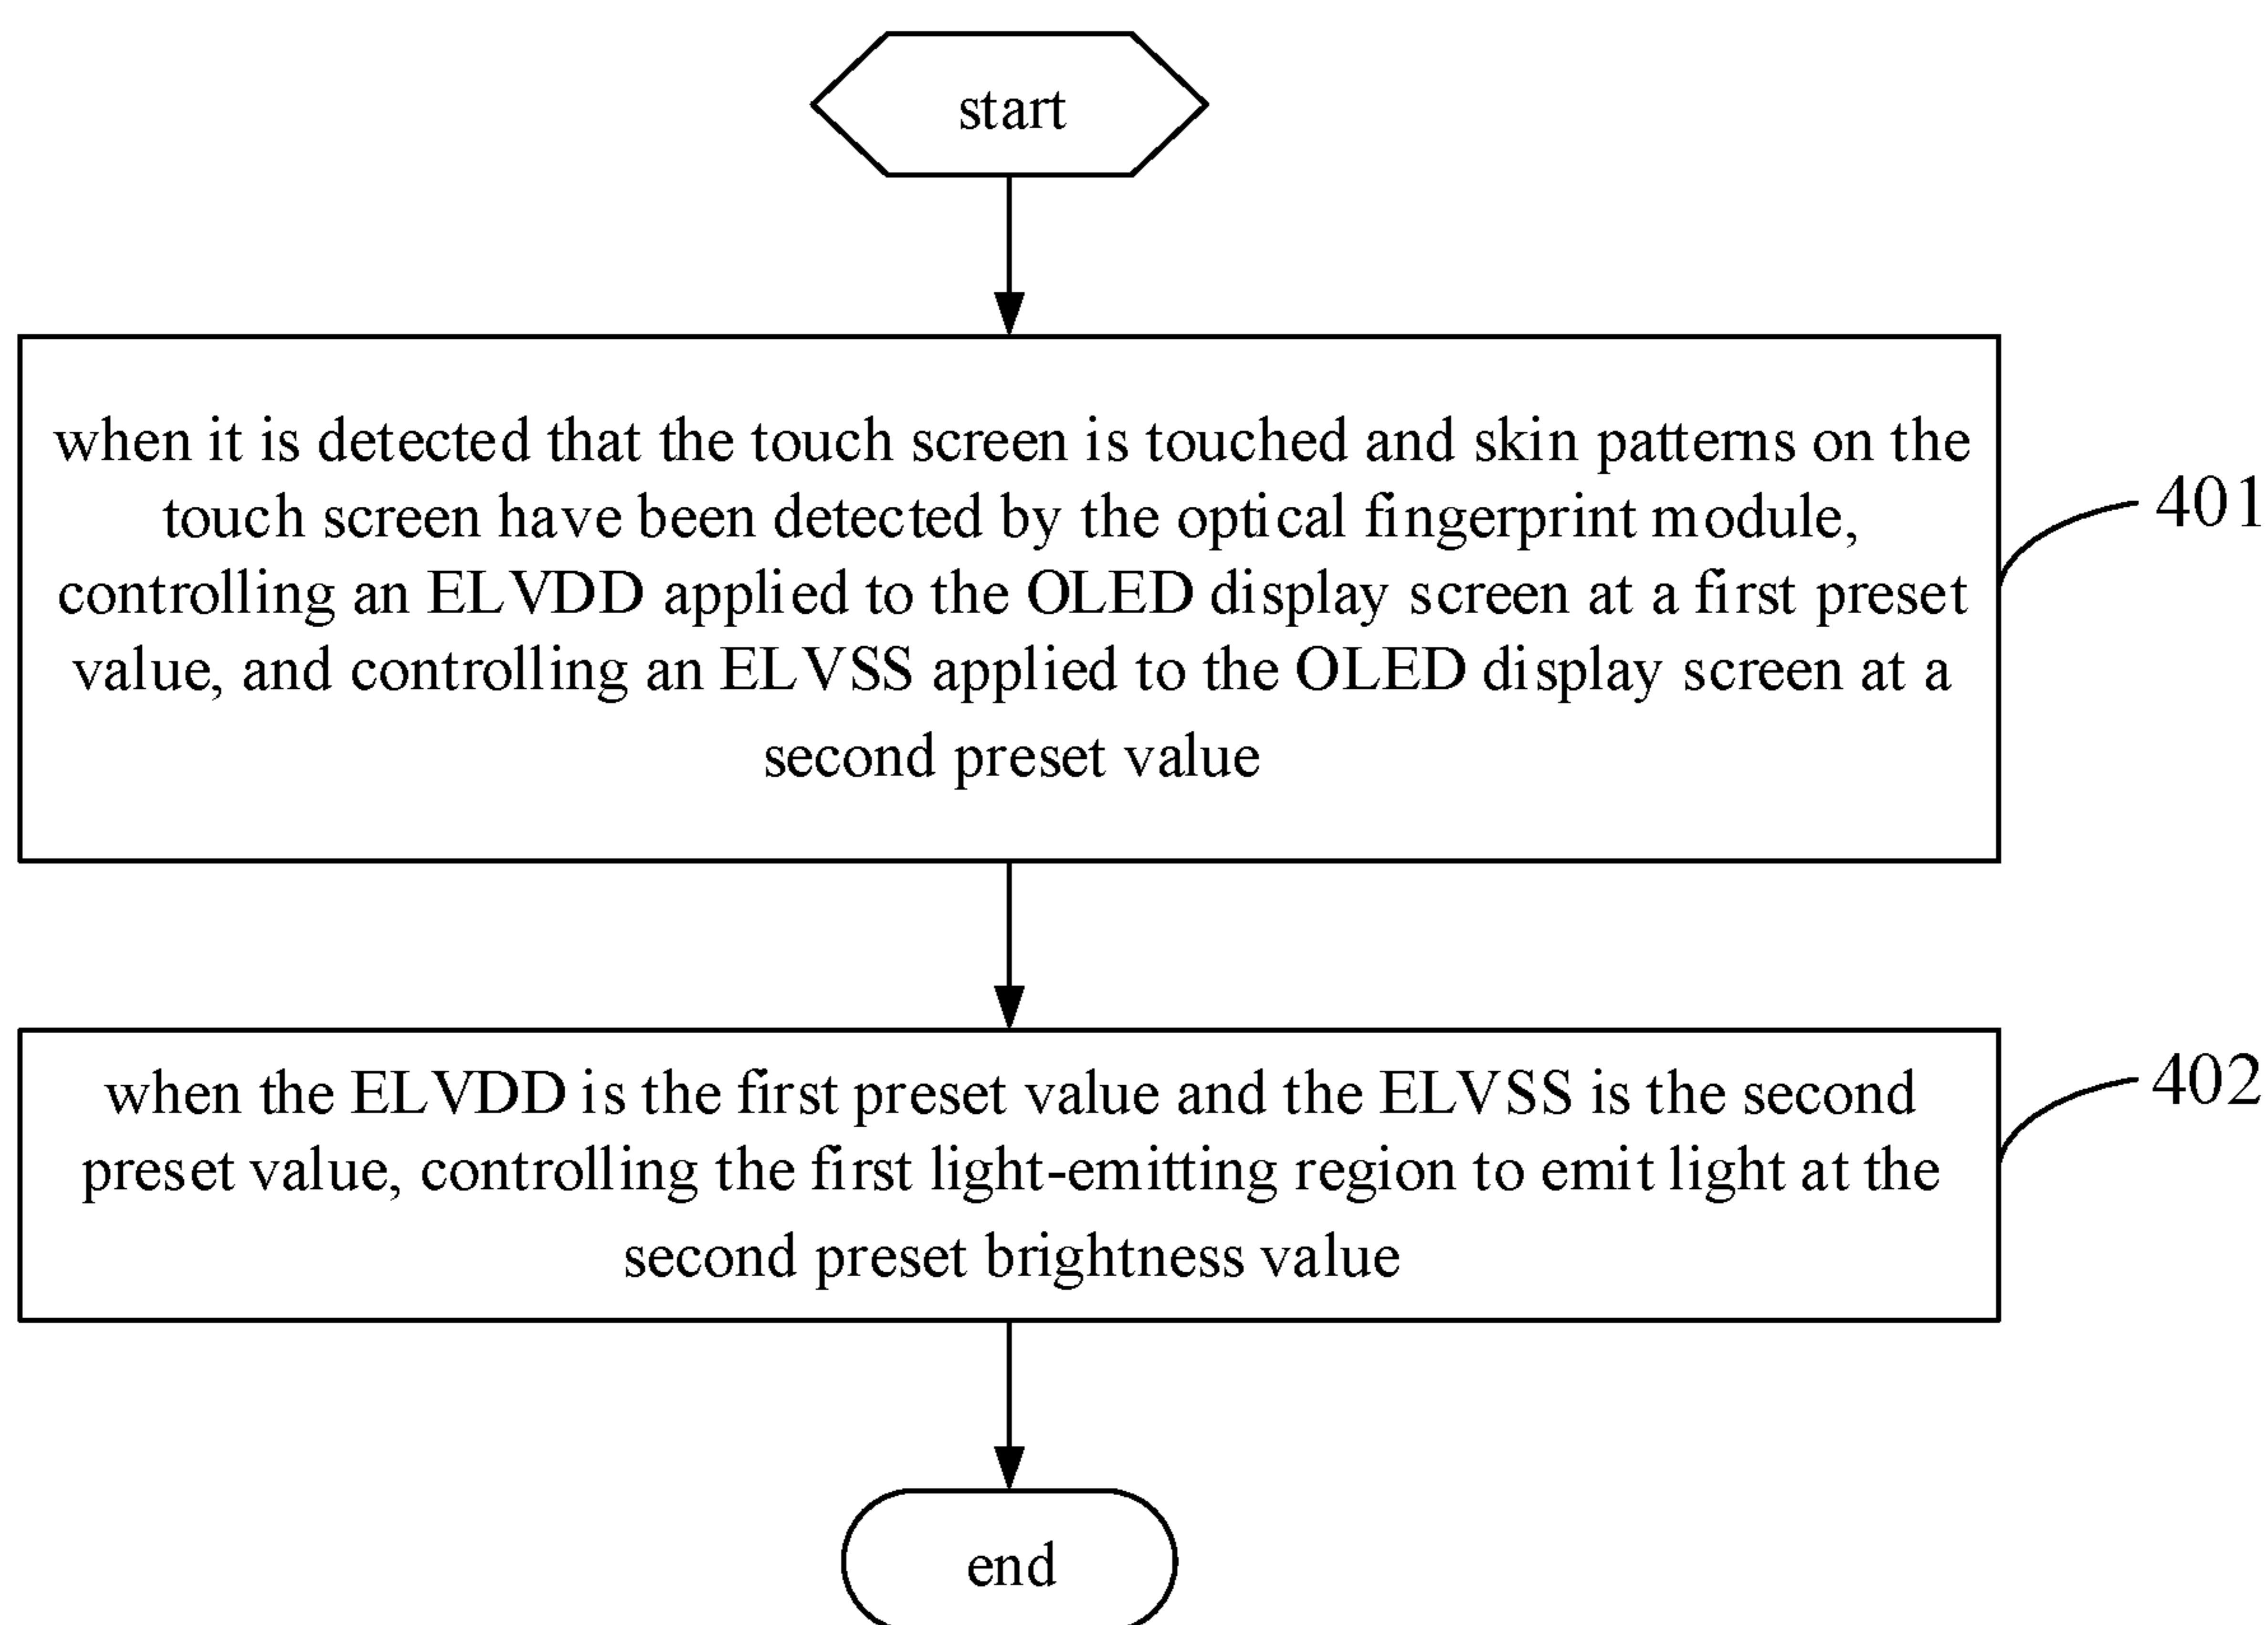 start
when it is detected that the touch screen is touched and skin patterns on the
touch screen have been detected by the optical fingerprint module,
controlling an ELVDD applied to the OLED display screen at a first preset
value, and controlling an ELVSS applied to the OLED display screen at a
second preset value
401
when the ELVDD is the first preset value and the ELVSS is the second
preset value, controlling the first light-emitting region to emit light at the
second preset brightness value
402
end